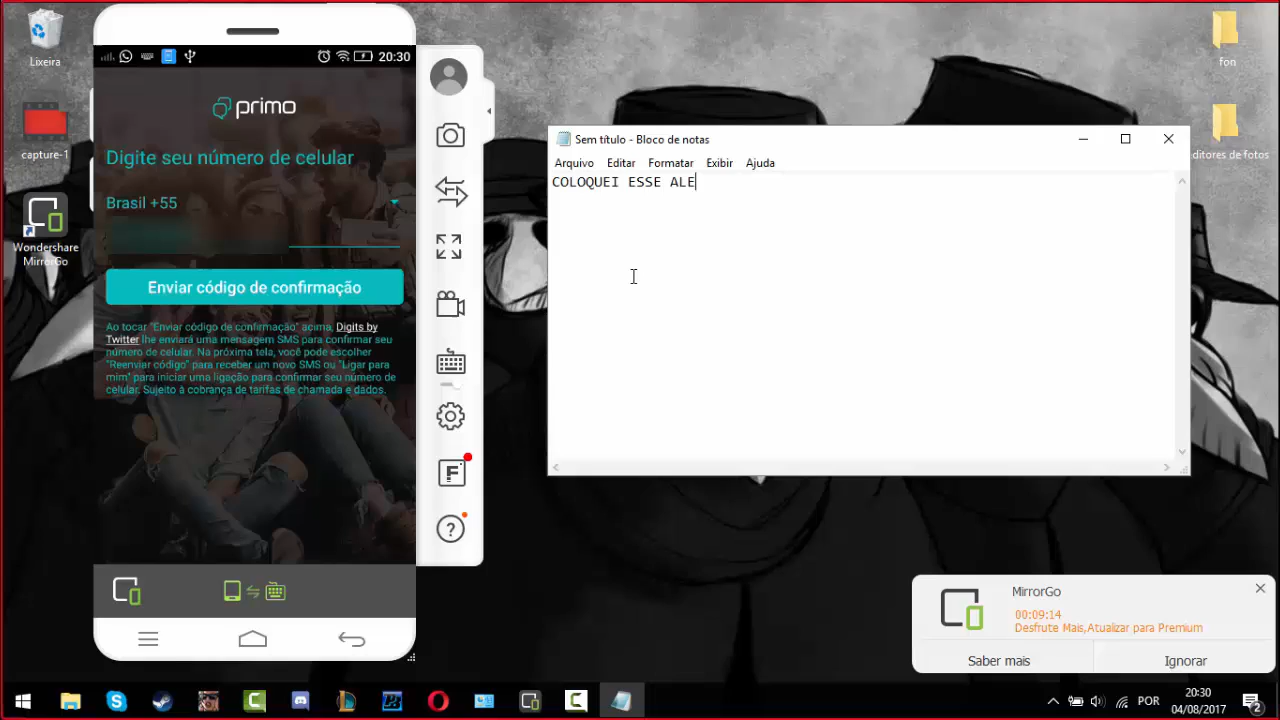 Lixeira
capture-1
Wondershare
MirrorGo
20:30
primo
Digite seu número de celular
Brasil +55
Enviar código de confirmação
Ao tocar "Enviar código de confirmação" acima, Digits by
Twitter lhe enviará uma mensagem SMS para confirmar seu
número de celular. Na próxima tela, você pode escolher
"Reenviar código" para receber um novo SMS ou "Ligar para
mim" para iniciar uma ligação para confirmar seu número de
celular. Sujeito à cobrança de tarifas de chamada e dados.
Sem título - Bloco de notas
Arquivo Editar Formatar Exibir Ajuda
COLOQUEI ESSE ALE
fon
ditores de fotos
MirrorGo
00:09:14
Desfrute Mais,Atualizar para Premium
Saber mais Ignorar
POR
20:30
04/08/2017
2